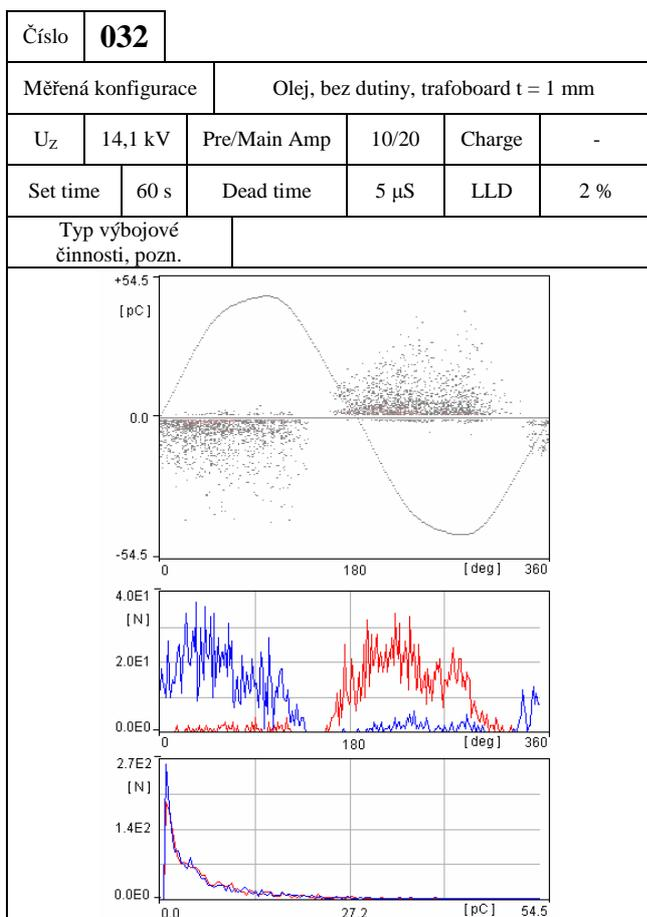 Číslo 032
Měřená konfigurace Olej, bez dutiny, trafoboard t = 1 mm
UZ 14,1 kV Pre/Main Amp 10/20 Charge -
Set time 60 s Dead time 5 µS LLD 2 %
Typ výbojové
činnosti, pozn.
+54.5
[pC]
0.0
-54.5
0 180 [deg] 360
4.0E1
[N]
2.0E1
0.0E0
0 180 [deg] 360
2.7E2
[N]
1.4E2
0.0E0
0.0 27.2 [pC] 54.5